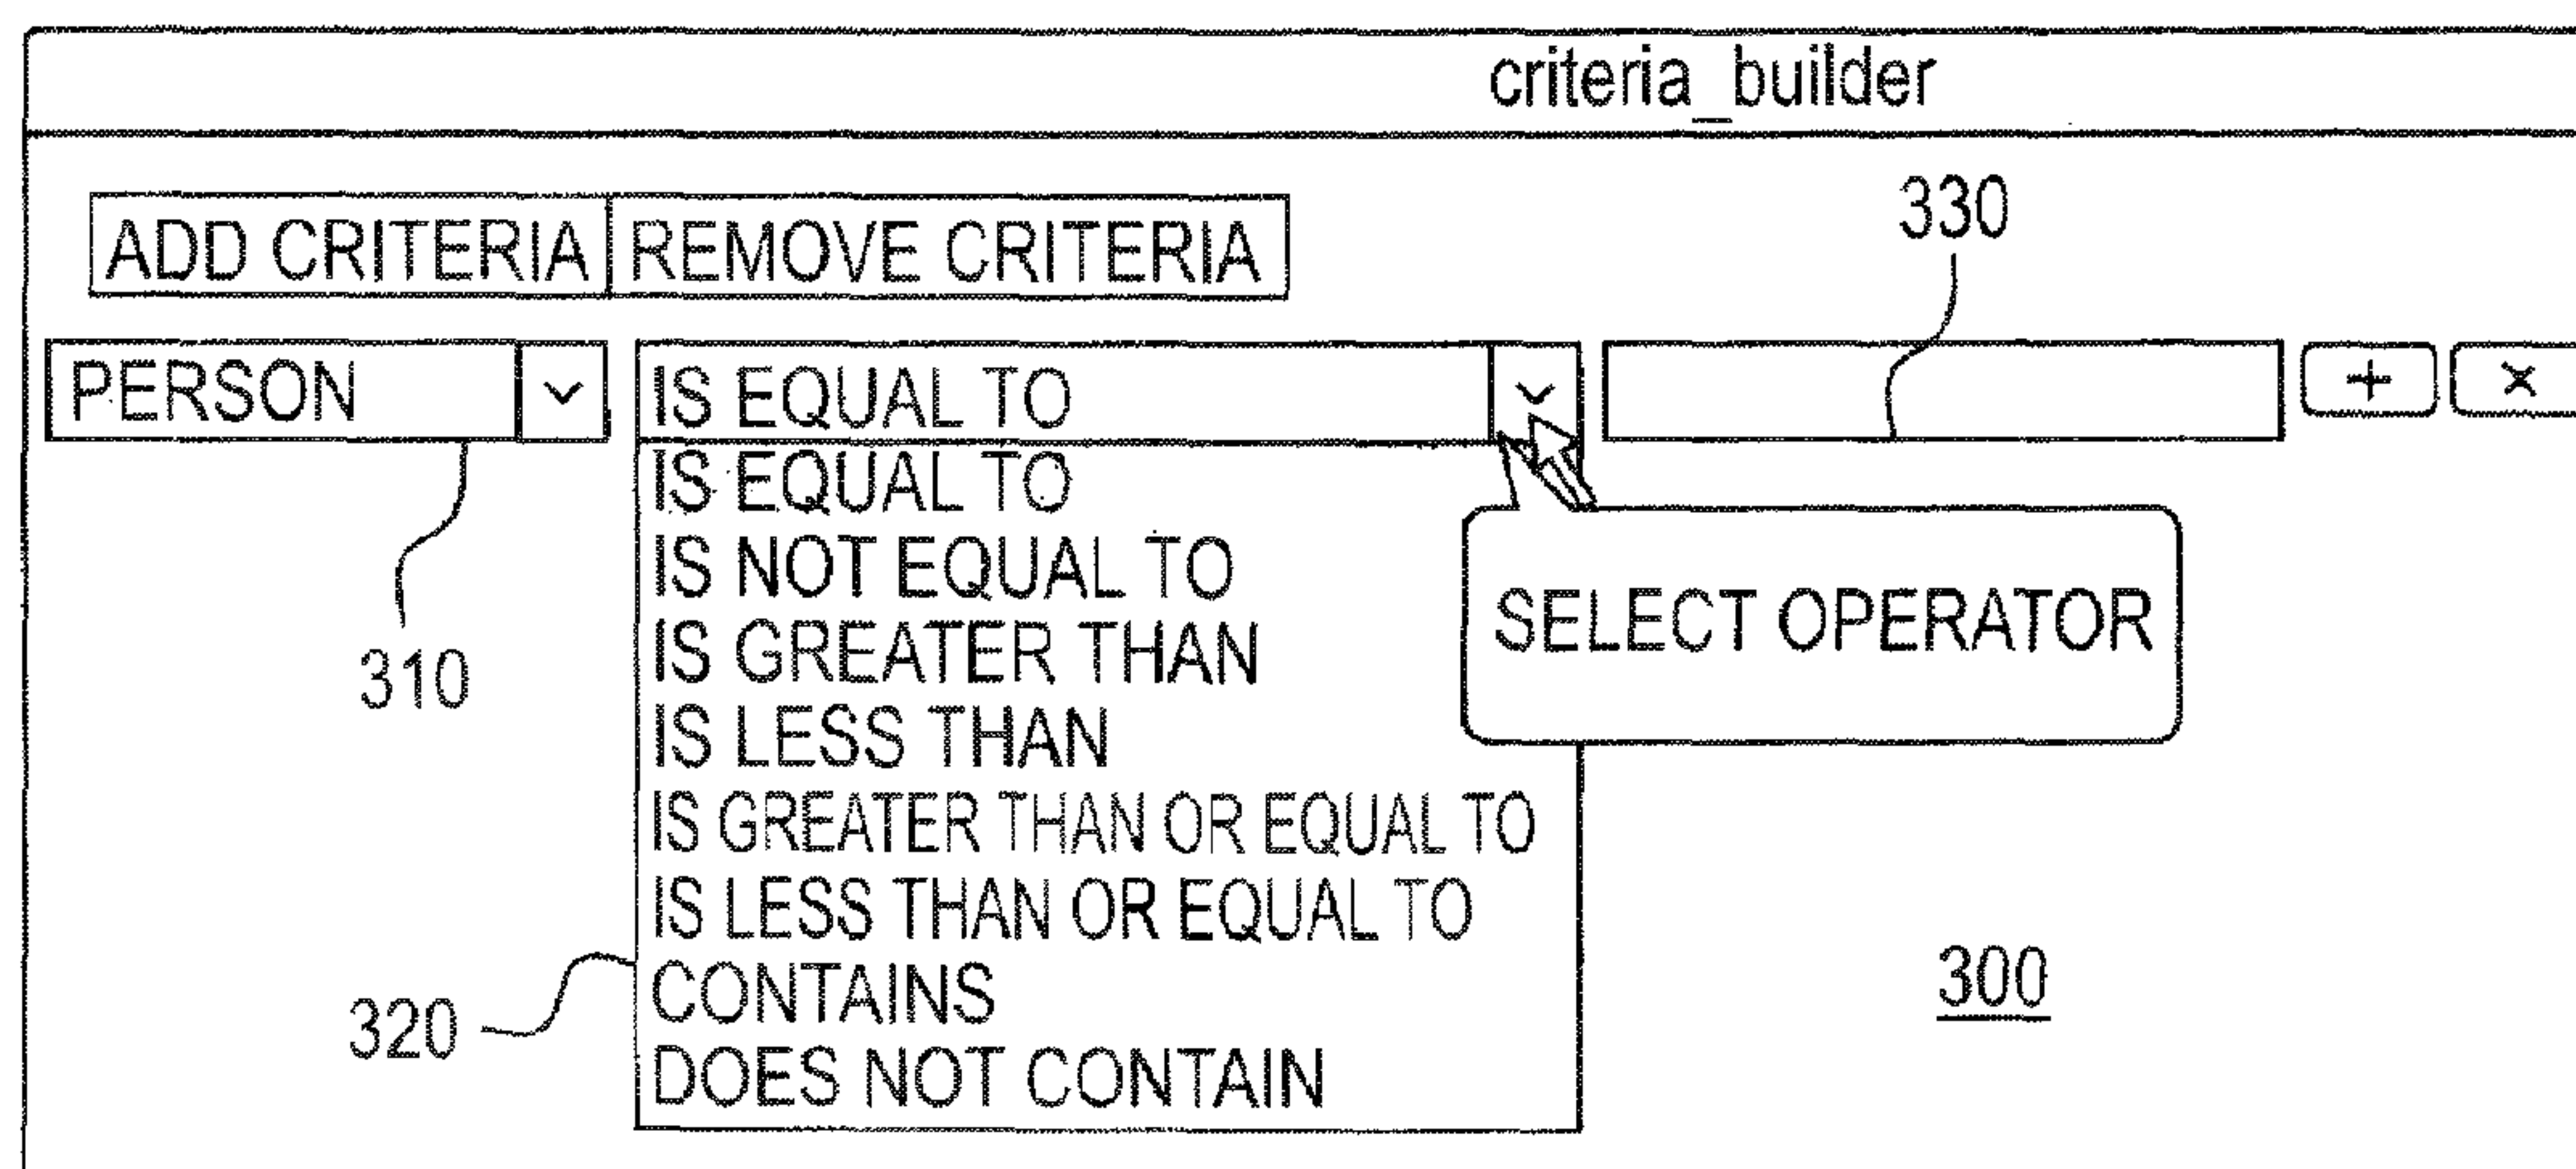 criteria_builder
330
ADD CRITERIA REMOVE CRITERIA
PERSON IS EQUAL TO + ×
IS EQUAL TO
IS NOT EQUAL TO
SELECT OPERATOR
IS GREATER THAN
310
IS LESS THAN
IS GREATER THAN OR EQUAL TO
IS LESS THAN OR EQUAL TO
300
CONTAINS
320
DOES NOT CONTAIN